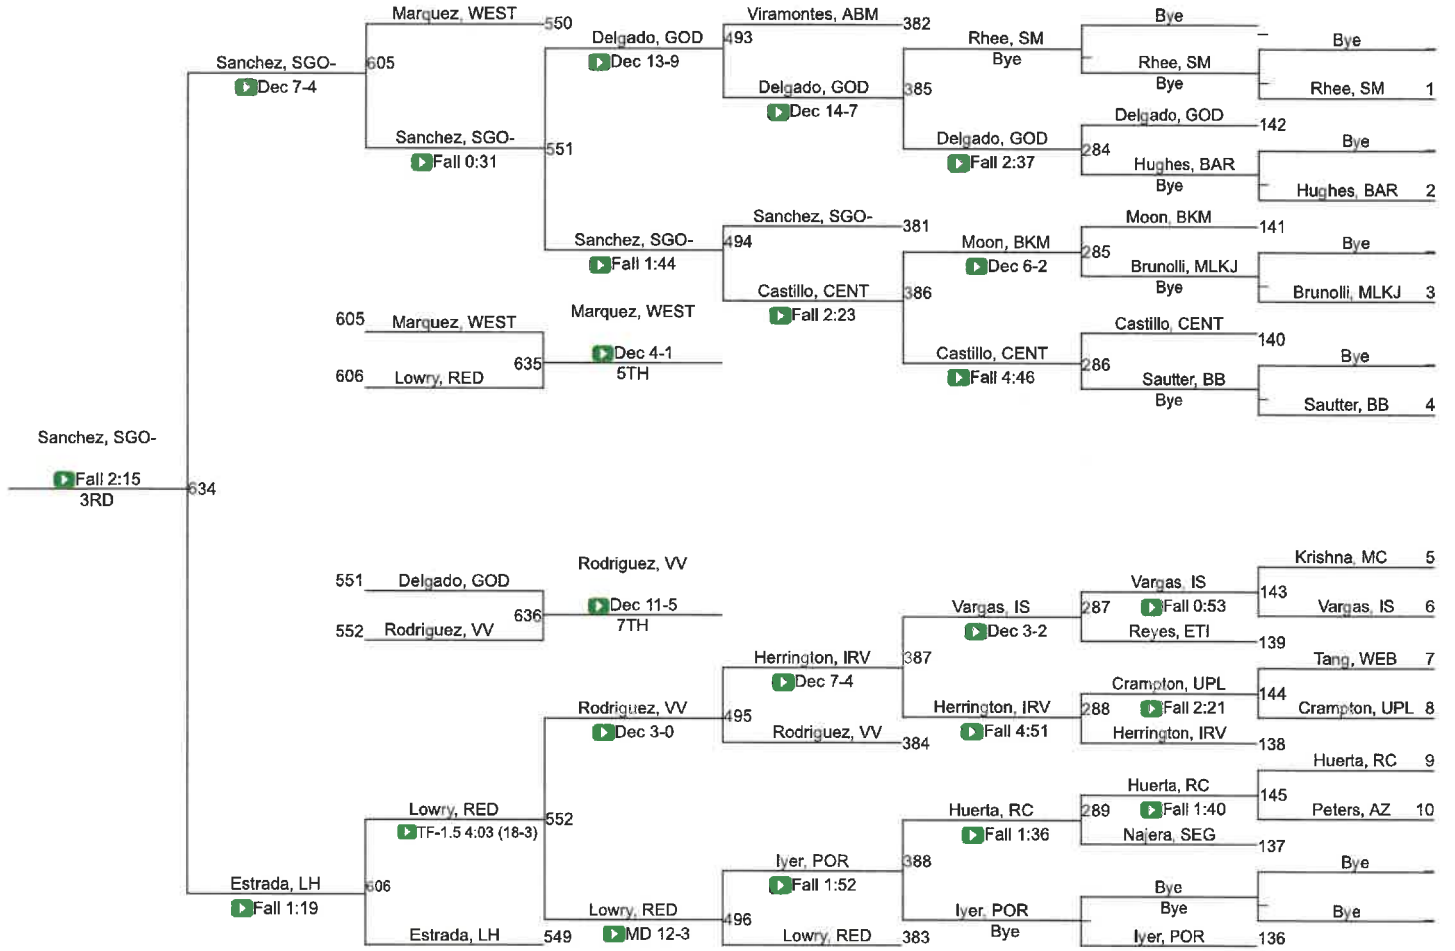 Marquez, WEST
550
Sanchez, SGO-
605
Dec 7-4
Sanchez, SGO-
551
Fall 0:31
Delgado, GOD
493
Dec 13-9
Sanchez, SGO-
494
Fall 1:44
Viramontes, ABM
382
Delgado, GOD
385
Dec 14-7
Sanchez, SGO-
381
Castillo, CENT
386
Fall 2:23
Rhee, SM
Bye
Delgado, GOD
284
Fall 2:37
Moon, BKM
285
Dec 6-2
Castillo, CENT
286
Fall 4:46
Bye
Rhee, SM
Bye
Delgado, GOD
142
Hughes, BAR
Bye
Moon, BKM
141
Brunolli, MLKJ
Bye
Castillo, CENT
140
Sautter, BB
Bye
Bye
Rhee, SM 1
Bye
Hughes, BAR 2
Bye
Brunolli, MLKJ 3
Bye
Sautter, BB 4
605 Marquez, WEST
606 Lowry, RED
635
Marquez, WEST
Dec 4-1
5TH
Sanchez, SGO-
Fall 2:15
634
3RD
551 Delgado, GOD
552 Rodriguez, VV
636
Rodriguez, VV
Dec 11-5
7TH
Estrada, LH
606
Fall 1:19
Lowry, RED
552
TF-1.5 4:03 (18-3)
Estrada, LH
549
Rodriguez, VV
495
Dec 3-0
Lowry, RED
496
MD 12-3
Herrington, IRV
387
Dec 7-4
Rodriguez, VV
384
Iyer, POR
388
Fall 1:52
Lowry, RED
383
Vargas, IS
287
Dec 3-2
Herrington, IRV
288
Fall 4:51
Huerta, RC
289
Fall 1:36
Iyer, POR
Bye
Vargas, IS
143
Fall 0:53
Reyes, ETI
139
Crampton, UPL
144
Fall 2:21
Herrington, IRV
138
Huerta, RC
145
Fall 1:40
Najera, SEG
137
Bye
Bye
Iyer, POR
136
Krishna, MC 5
Vargas, IS 6
Tang, WEB 7
Crampton, UPL 8
Huerta, RC 9
Peters, AZ 10
Bye
Bye